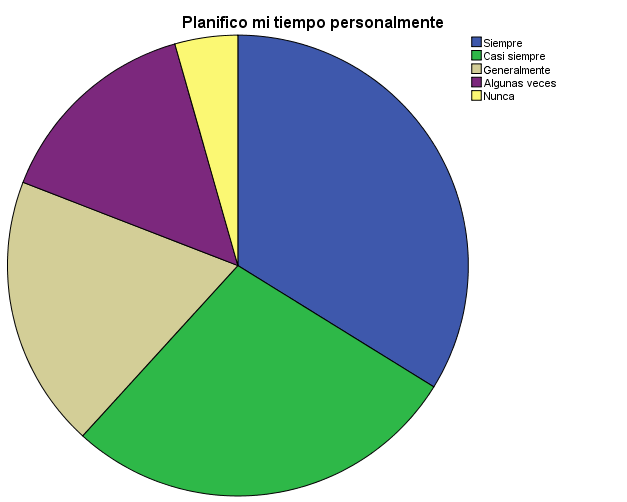 Planifico mi tiempo personalmente
Siempre
Casi siempre
Generalmente
Algunas veces
Nunca